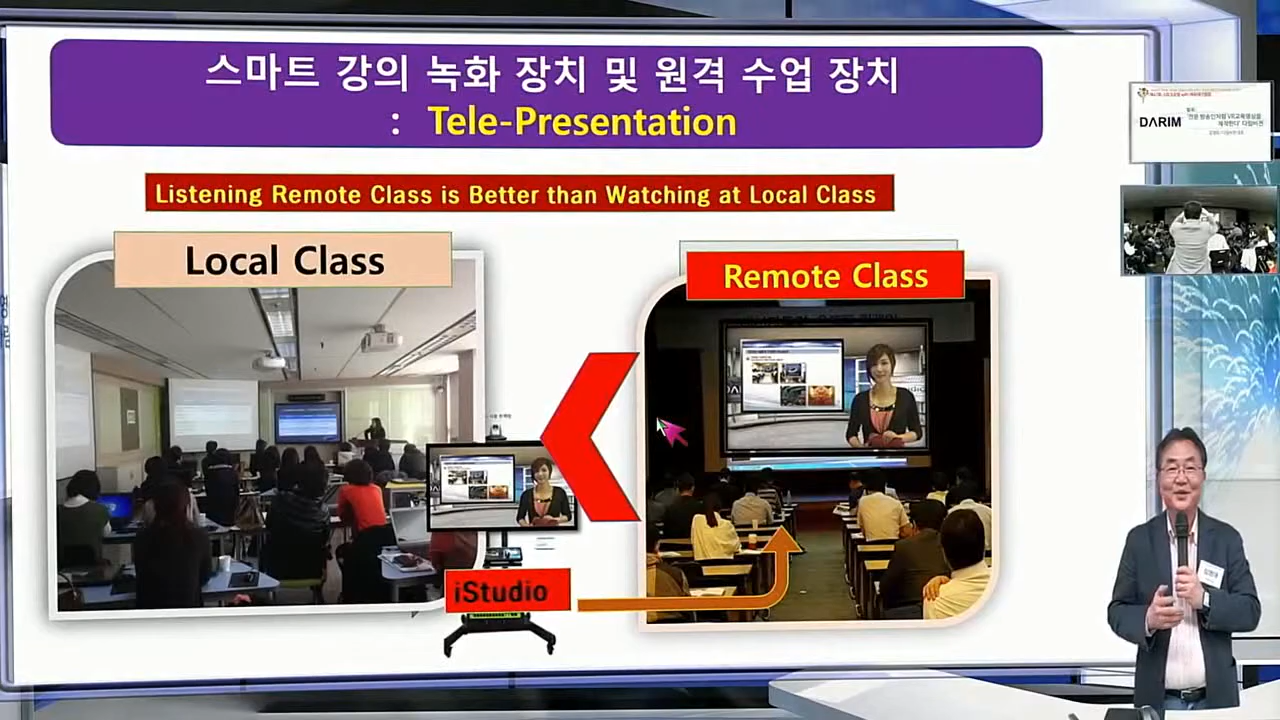 스마트 강의 녹화 장치 및 원격 수업 장치
: Tele-Presentation
Listening Remote Class is Better than Watching at Local Class
Local Class
Remote Class
iStudio
DARIM